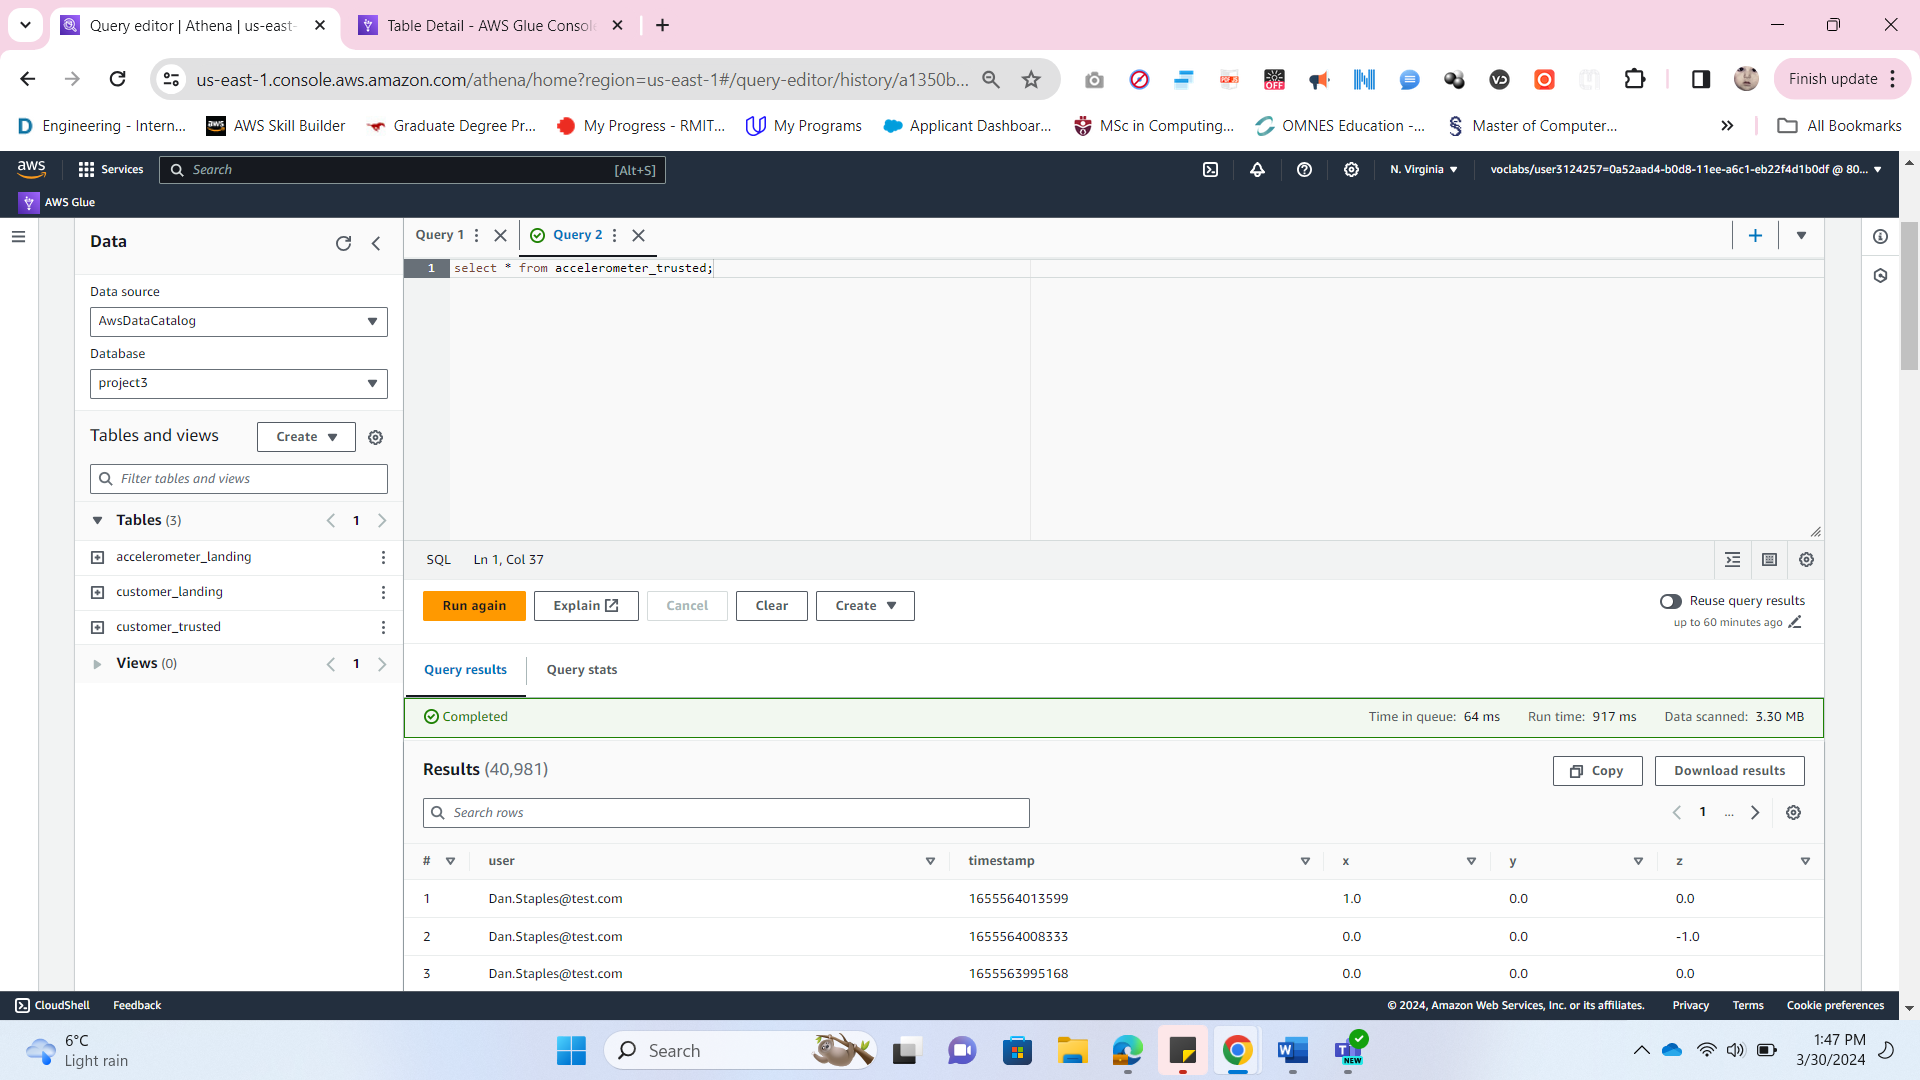 Query editor | Athena | us-east-
Table Detail - AWS Glue Console
us-east-1.console.aws.amazon.com/athena/home?region=us-east-1#/query-editor/history/a1350b...
Finish update
Engineering - Intern...
AWS Skill Builder
Graduate Degree Pr...
My Progress - RMIT...
My Programs
Applicant Dashboar...
MSc in Computing...
OMNES Education -...
Master of Computer...
All Bookmarks
aws
Services
Search
[Alt+S]
N. Virginia
voclabs/user3124257=0a52aad4-b0d8-11ee-a6c1-eb22f4d1b0df @ 80...
AWS Glue
Data
Data source
AwsDataCatalog
Database
project3
Tables and views
Create
Filter tables and views
Tables (3)
1
accelerometer_landing
customer_landing
customer_trusted
Views (0)
1
Query 1
Query 2
1
select * from accelerometer_trusted;
SQL
Ln 1, Col 37
Run again
Explain
Cancel
Clear
Create
Reuse query results
up to 60 minutes ago
Query results
Query stats
Completed
Time in queue: 64 ms
Run time: 917 ms
Data scanned: 3.30 MB
Results (40,981)
Copy
Download results
Search rows
1 ...
# user timestamp x y z
1 Dan.Staples@test.com 1655564013599 1.0 0.0 0.0
2 Dan.Staples@test.com 1655564008333 0.0 0.0 -1.0
3 Dan.Staples@test.com 1655563995168 0.0 0.0 0.0
CloudShell
Feedback
© 2024, Amazon Web Services, Inc. or its affiliates.
Privacy
Terms
Cookie preferences
6°C
Light rain
Search
NEW
1:47 PM
3/30/2024